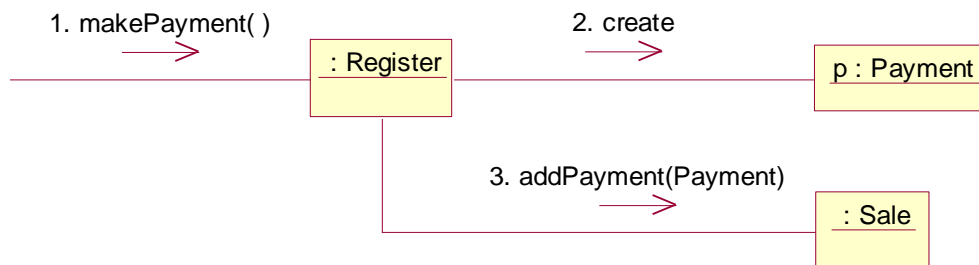 1. makePayment( )
2. create
: Register
p : Payment
3. addPayment(Payment)
: Sale